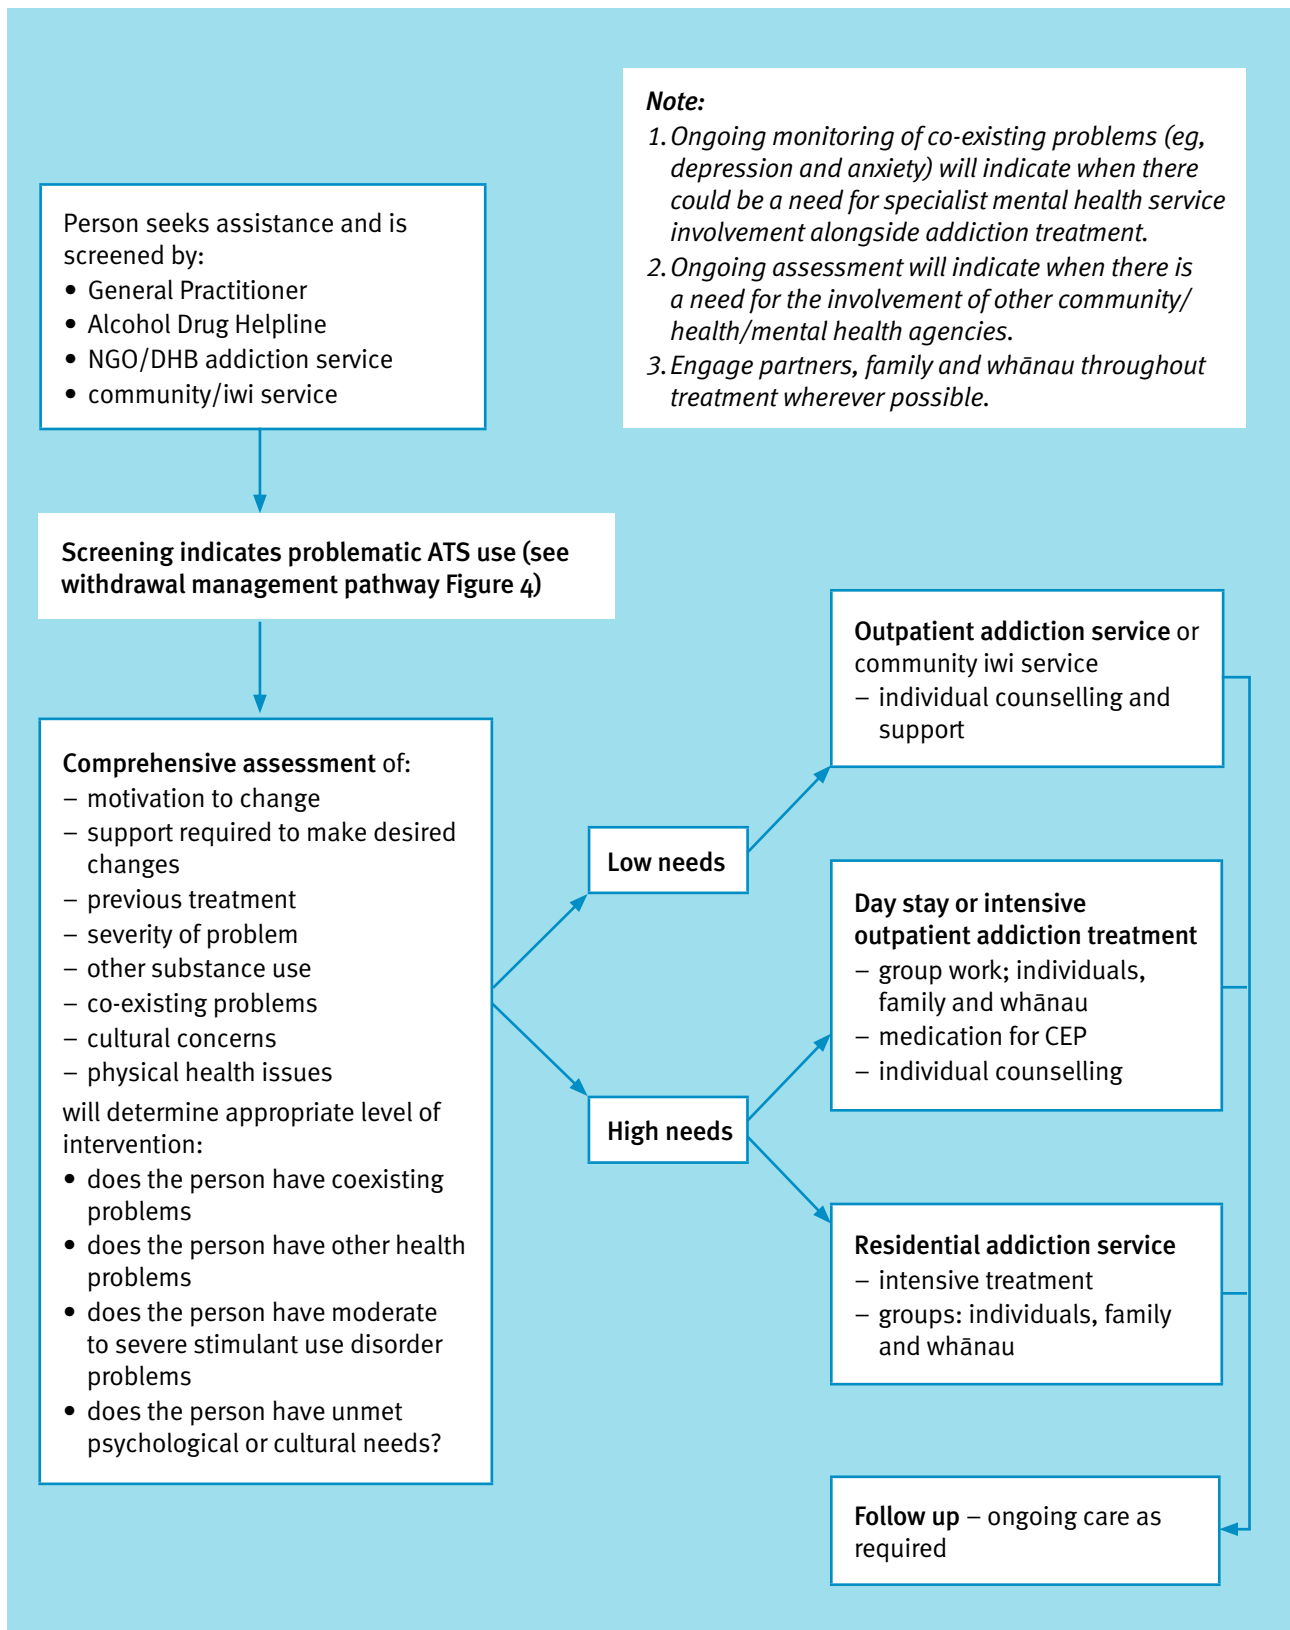 Note:
1. Ongoing monitoring of co-existing problems (eg,
depression and anxiety) will indicate when there
could be a need for specialist mental health service
involvement alongside addiction treatment.
2. Ongoing assessment will indicate when there is
a need for the involvement of other community/
health/mental health agencies.
3. Engage partners, family and whānau throughout
treatment wherever possible.
Person seeks assistance and is
screened by:
• General Practitioner
• Alcohol Drug Helpline
• NGO/DHB addiction service
• community/iwi service
Screening indicates problematic ATS use (see
withdrawal management pathway Figure 4)
Comprehensive assessment of:
– motivation to change
– support required to make desired
changes
– previous treatment
– severity of problem
– other substance use
– co-existing problems
– cultural concerns
– physical health issues
will determine appropriate level of
intervention:
• does the person have coexisting
problems
• does the person have other health
problems
• does the person have moderate
to severe stimulant use disorder
problems
• does the person have unmet
psychological or cultural needs?
Low needs
High needs
Outpatient addiction service or
community iwi service
– individual counselling and
support
Day stay or intensive
outpatient addiction treatment
– group work; individuals,
family and whānau
– medication for CEP
– individual counselling
Residential addiction service
– intensive treatment
– groups: individuals, family
and whānau
Follow up – ongoing care as
required